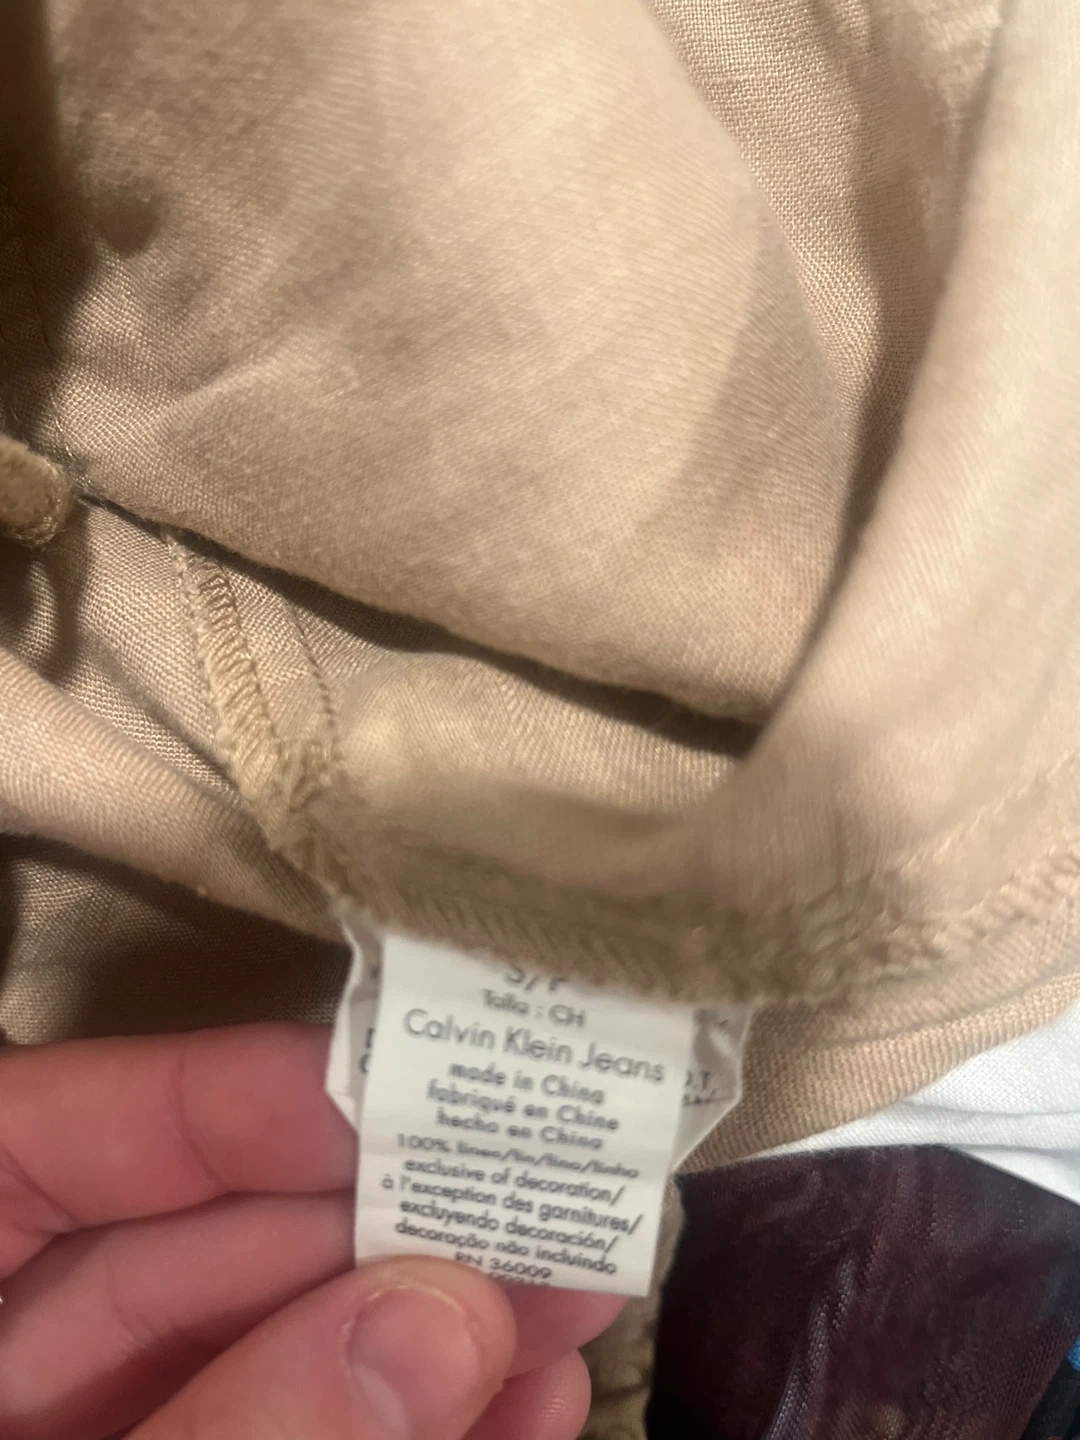 S/P
Talla : CH
Calvin Klein Jeans
made in China
fabriqué en Chine
hecho en China
100% linen/lin/lino/linho
exclusive of decoration/
à l'exception des garnitures/
excluyendo decoración/
decoração não incluindo
RN 36009